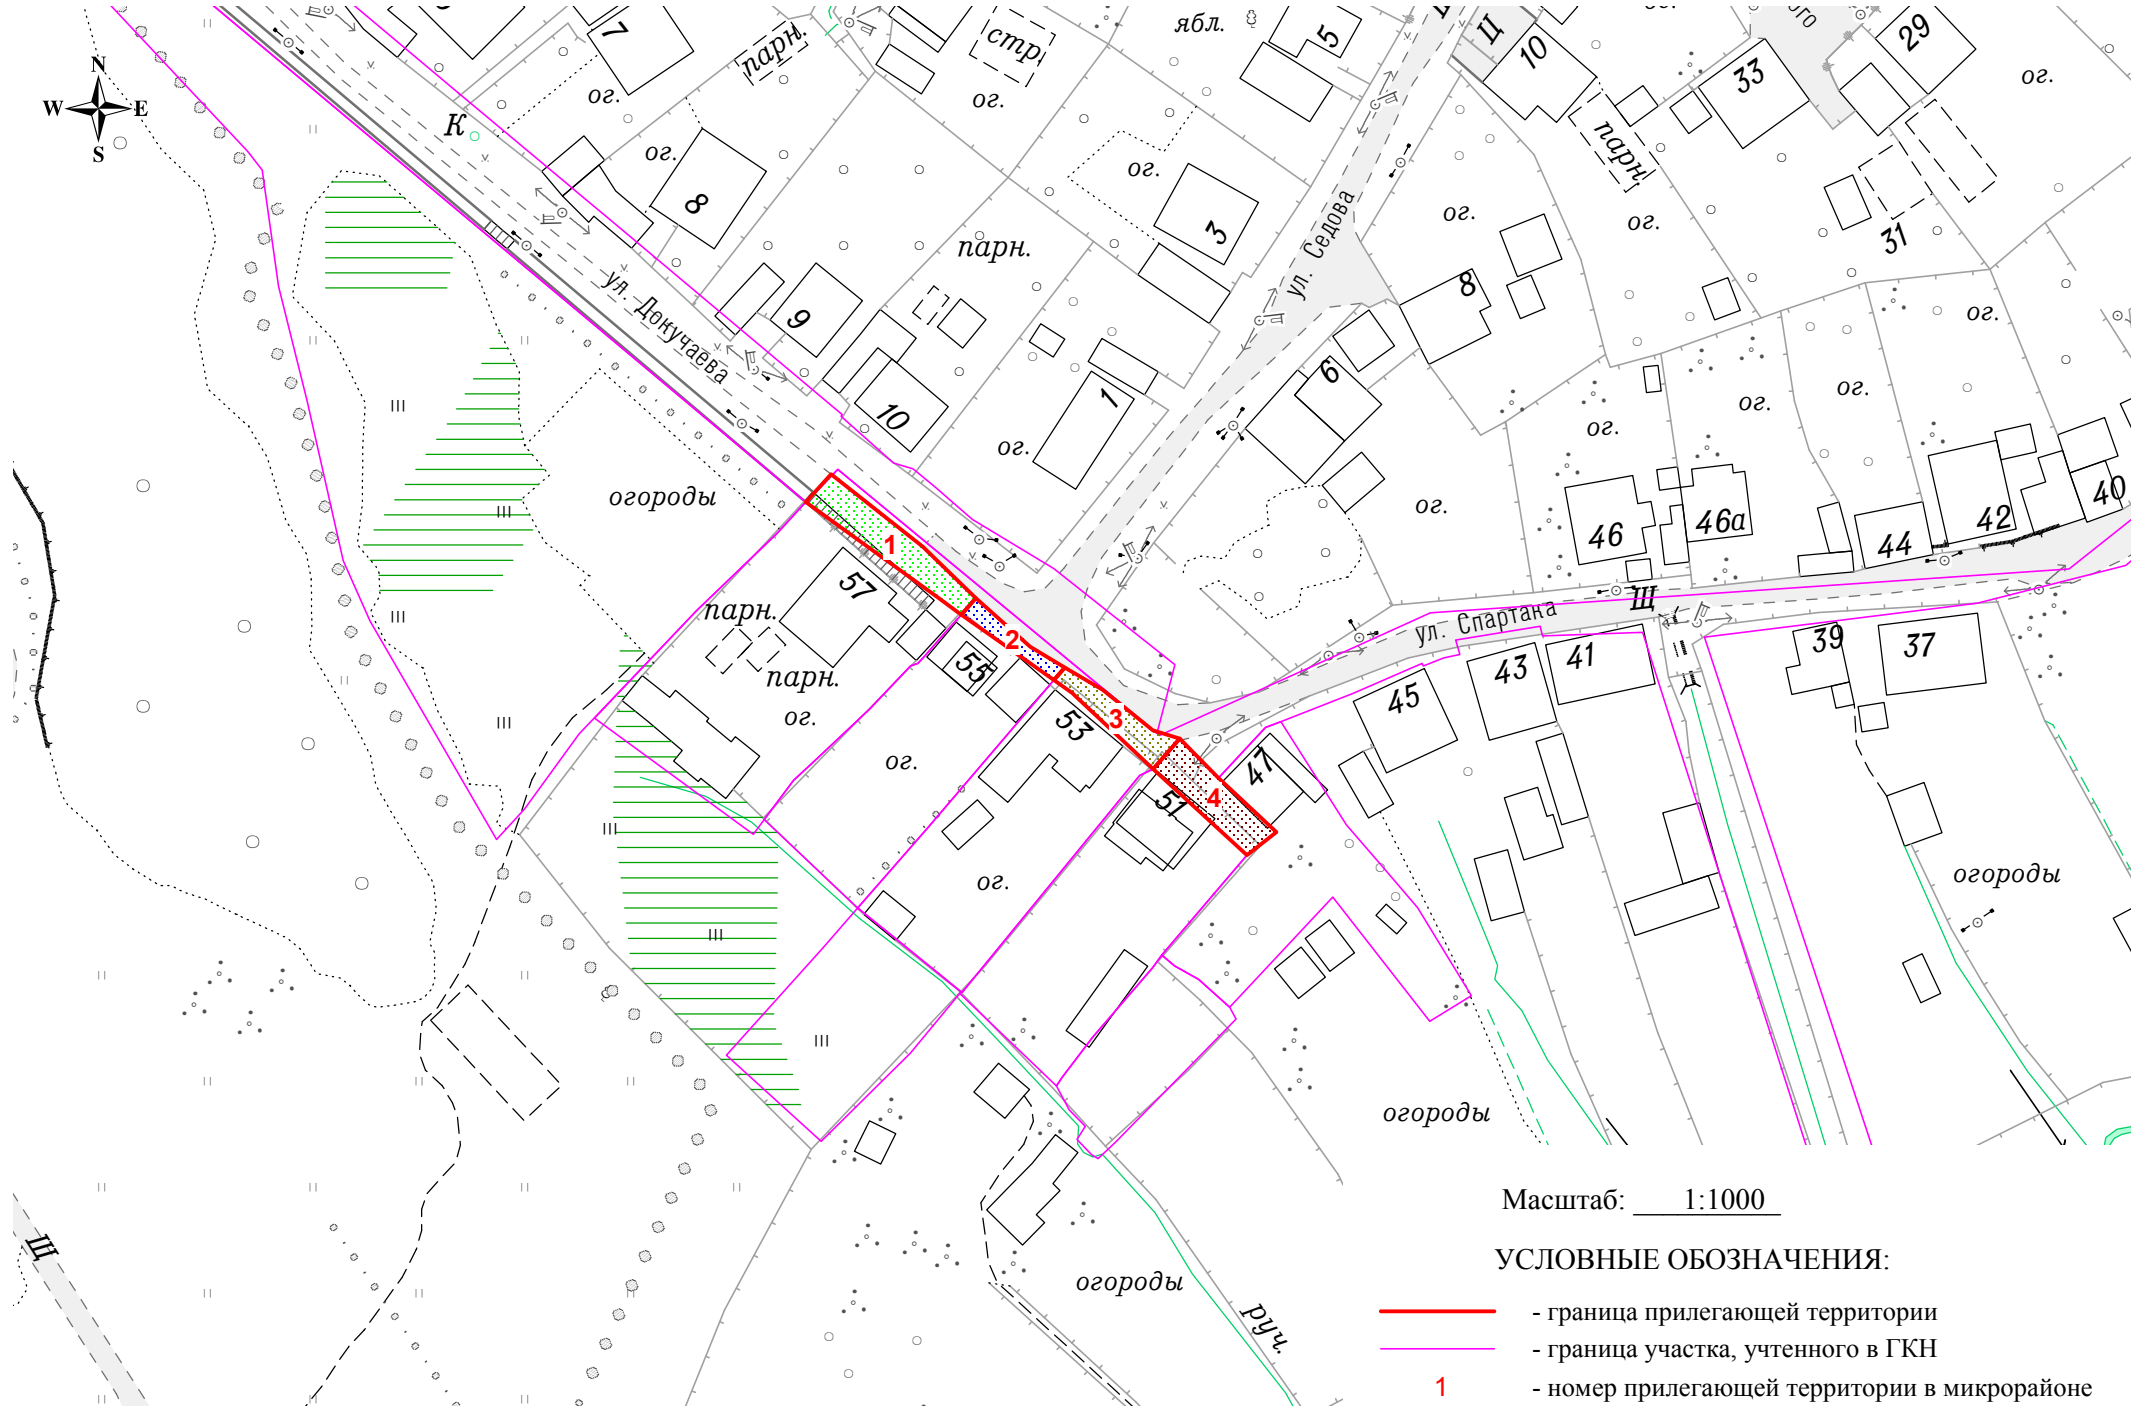 7
парн.
стр.
ябл.
5
Щ
10
33
29
ог.
ог.
ог.
N
W
E
S
К
ог.
8
ог.
3
парн.
ог.
ог.
31
ул. Седова
парн.
ул. Докучаева
9
8
ог.
10
1
6
ог.
ог.
ог.
ог.
огороды
ог.
46
46а
44
42
40
1
57
парн.
2
ул. Спартана
Щ
парн.
55
43
41
39
37
ог.
3
53
45
ог.
47
4
51
ог.
огороды
огороды
Щ
огороды
руч.
Масштаб: 1:1000
УСЛОВНЫЕ ОБОЗНАЧЕНИЯ:
- граница прилегающей территории
- граница участка, учтенного в ГКН
1 - номер прилегающей территории в микрорайоне